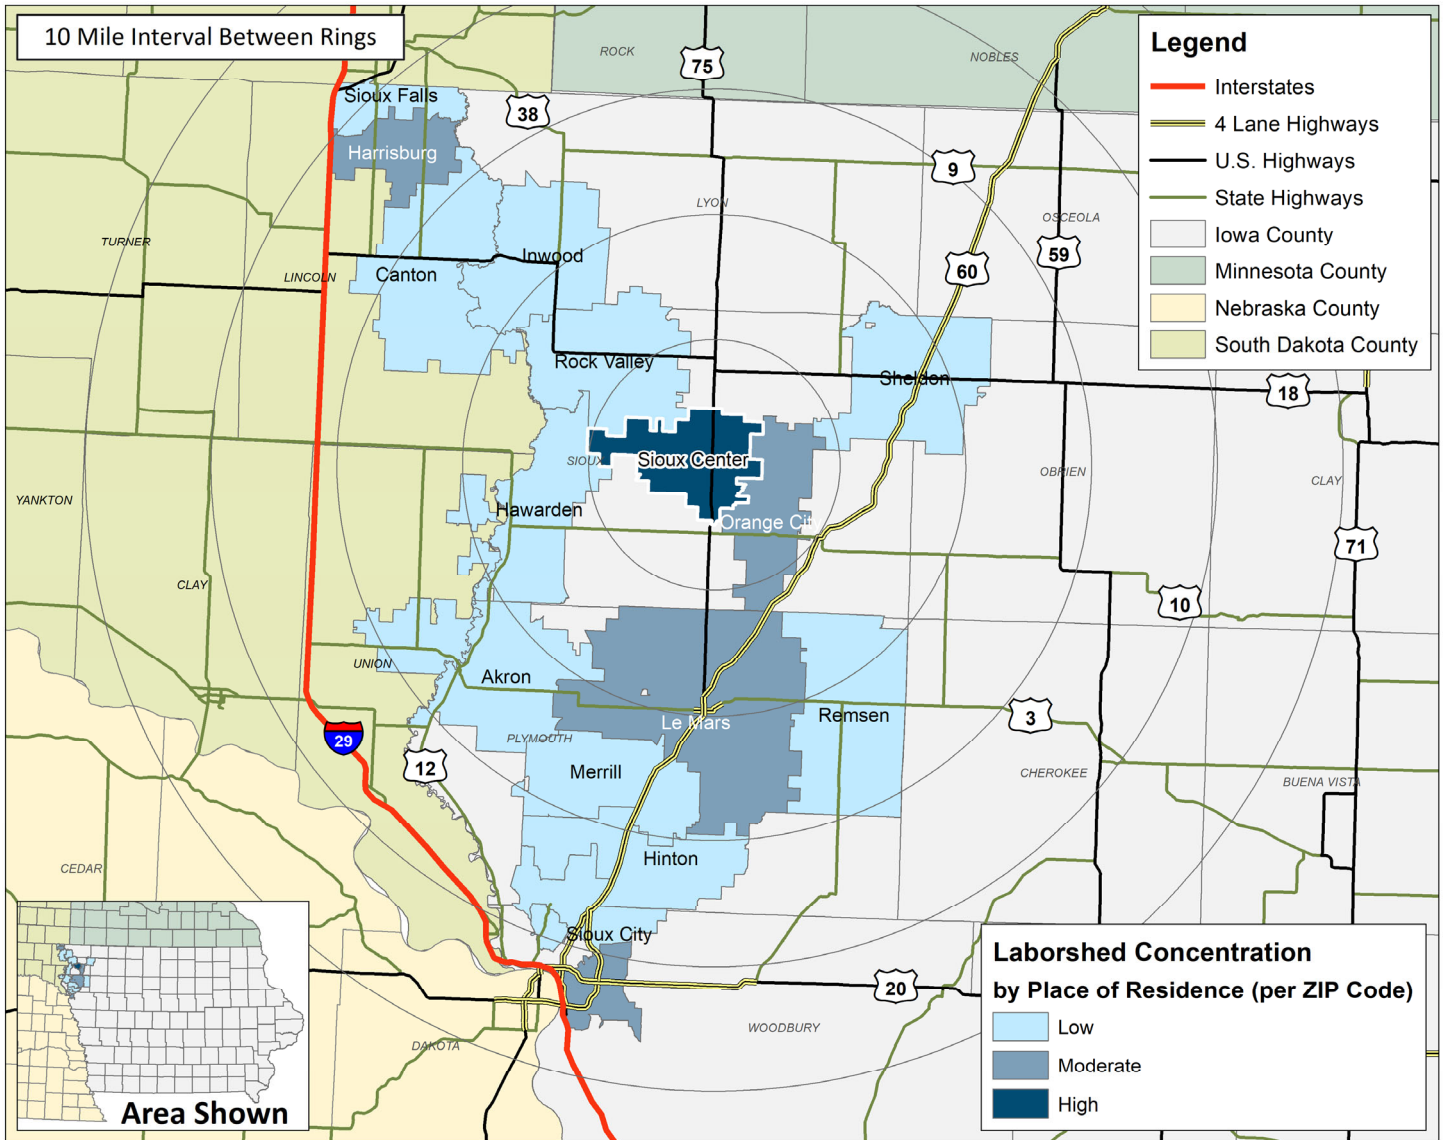 10 Mile Interval Between Rings
Legend
Interstates
4 Lane Highways
U.S. Highways
State Highways
Iowa County
Minnesota County
Nebraska County
South Dakota County
ROCK
NOBLES
75
Sioux Falls
38
Harrisburg
9
LYON
OSCEOLA
TURNER
LINCOLN
Canton
Inwood
60
59
Rock Valley
Sheldon
18
SIOUX
Sioux Center
OBRIEN
CLAY
YANKTON
Hawarden
Orange City
71
CLAY
10
UNION
Akron
Le Mars
Remsen
3
29
12
PLYMOUTH
Merrill
CHEROKEE
BUENA VISTA
CEDAR
Hinton
Sioux City
20
WOODBURY
DAKOTA
Area Shown
Laborshed Concentration
by Place of Residence (per ZIP Code)
Low
Moderate
High